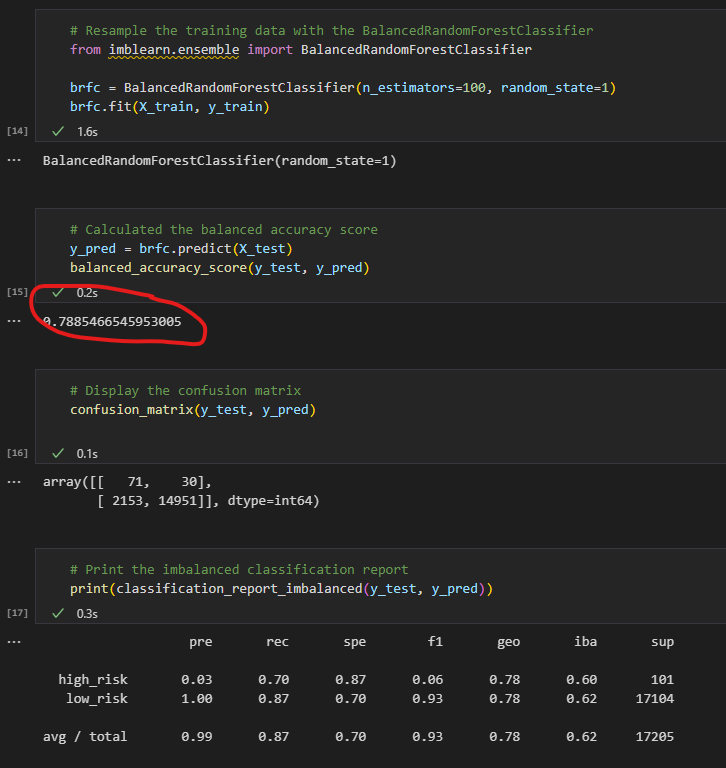 # Resample the training data with the BalancedRandomForestClassifier
from imblearn.ensemble import BalancedRandomForestClassifier
brfc = BalancedRandomForestClassifier(n_estimators=100, random_state=1)
brfc.fit(X_train, y_train)
[14] ✓ 1.6s
... BalancedRandomForestClassifier(random_state=1)
# Calculated the balanced accuracy score
y_pred = brfc.predict(X_test)
balanced_accuracy_score(y_test, y_pred)
[15] ✓ 0.2s
... 0.7885466545953005
# Display the confusion matrix
confusion_matrix(y_test, y_pred)
[16] ✓ 0.1s
... array([[   71,    30],
       [ 2153, 14951]], dtype=int64)
# Print the imbalanced classification report
print(classification_report_imbalanced(y_test, y_pred))
[17] ✓ 0.3s
... pre rec spe f1 geo iba sup
high_risk 0.03 0.70 0.87 0.06 0.78 0.60 101
low_risk 1.00 0.87 0.70 0.93 0.78 0.62 17104
avg / total 0.99 0.87 0.70 0.93 0.78 0.62 17205